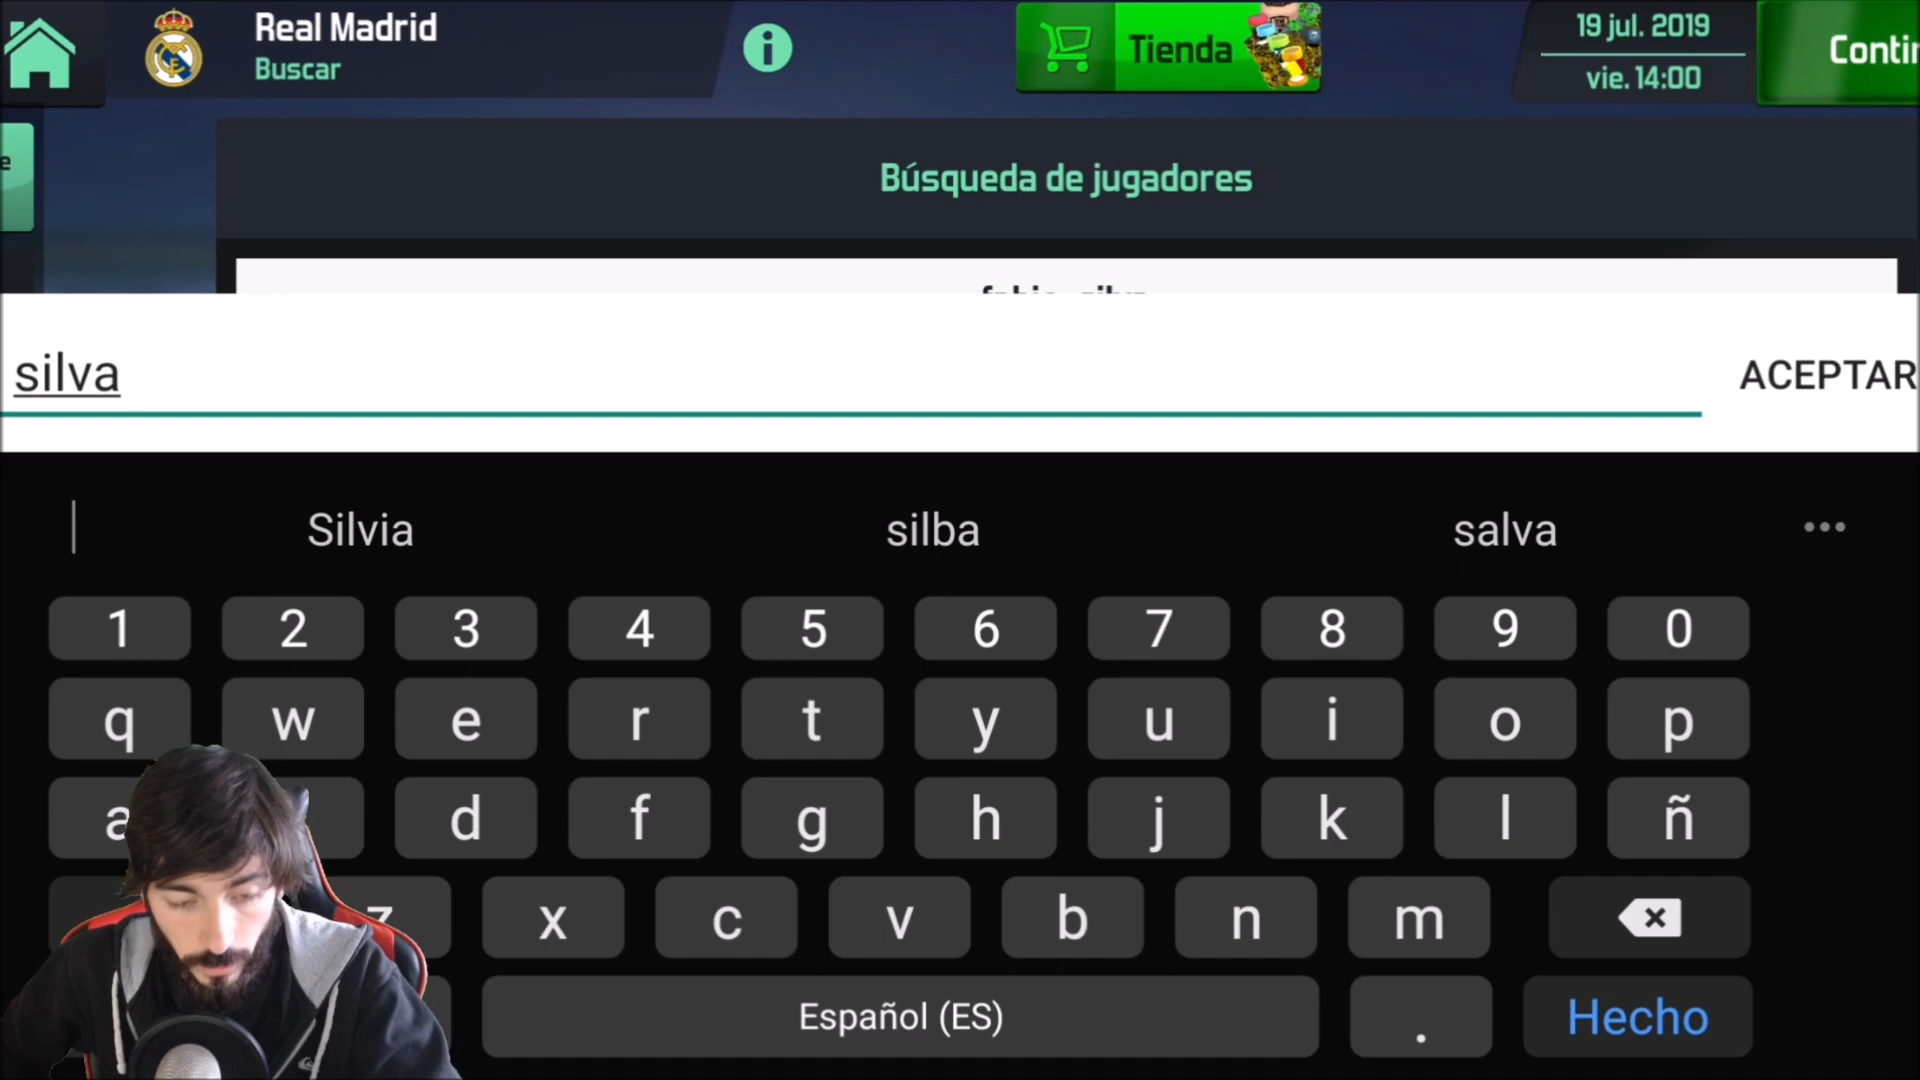 Real Madrid
Buscar
Tienda
19 jul. 2019
vie. 14:00
Contin
e
Búsqueda de jugadores
silva
ACEPTAR
Silvia silba salva
1 2 3 4 5 6 7 8 9 0
q w e r t y u i o p
a d f g h j k l ñ
z x c v b n m
Español (ES) . Hecho